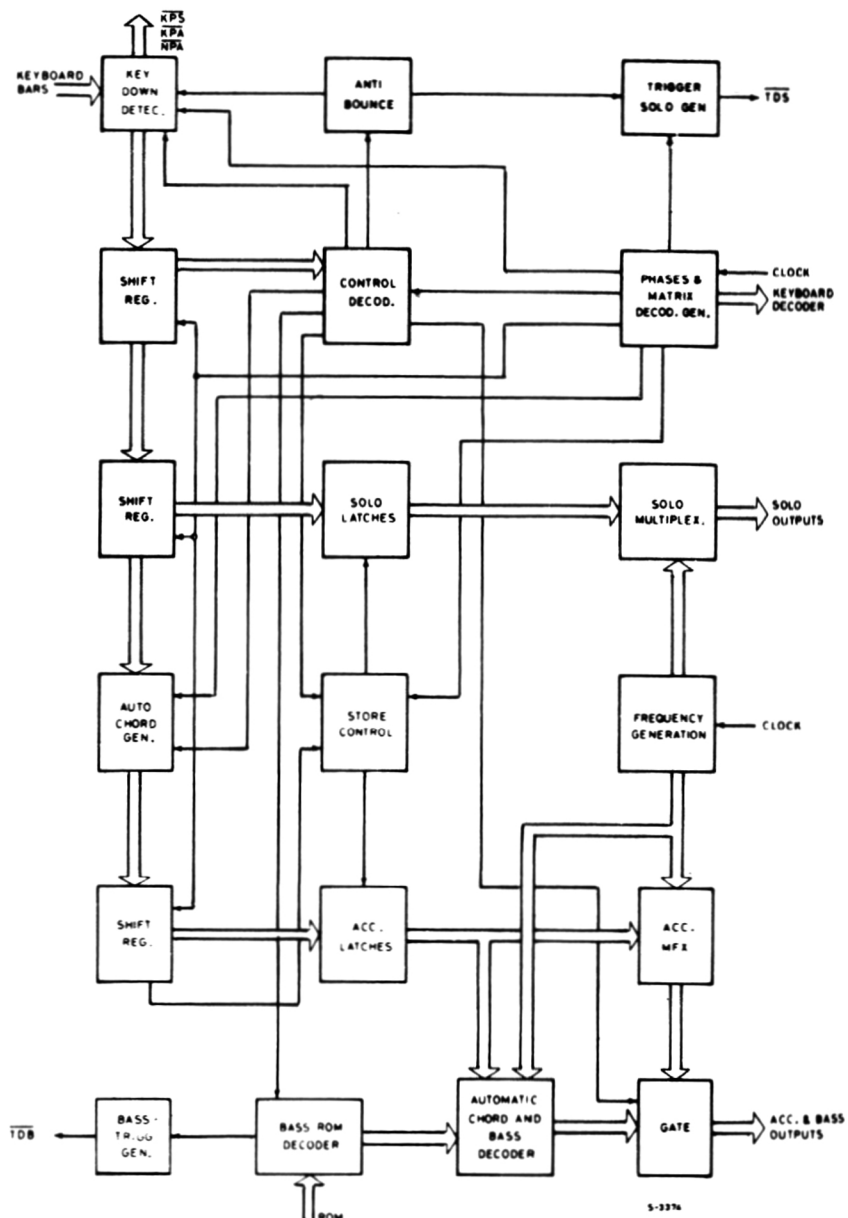 KPS
KPA
NPA
KEYBOARD
BARS
KEY
DOWN
DETEC.
ANTI
BOUNCE
TRIGGER
SOLO GEN
TDS
SHIFT
REG.
CONTROL
DECOD.
PHASES &
MATRIX
DECOD. GEN.
CLOCK
KEYBOARD
DECODER
SHIFT
REG.
SOLO
LATCHES
SOLO
MULTIPLEX.
SOLO
OUTPUTS
AUTO
CHORD
GEN.
STORE
CONTROL
FREQUENCY
GENERATION
CLOCK
SHIFT
REG.
ACC.
LATCHES
ACC.
MFX
TDB
BASS -
TRIGG
GEN.
BASS ROM
DECODER
AUTOMATIC
CHORD AND
BASS
DECODER
GATE
ACC. & BASS
OUTPUTS
ROM
S-3374